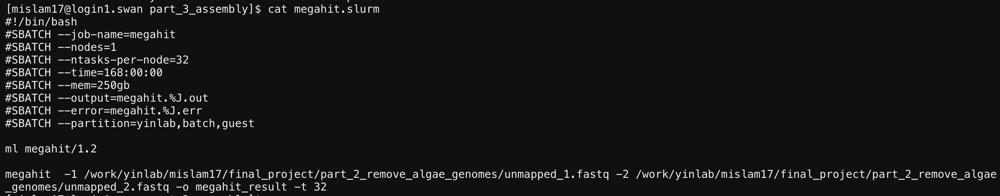 [mislam17@login1.swan part_3_assembly]$ cat megahit.slurm
#!/bin/bash
#SBATCH --job-name=megahit
#SBATCH --nodes=1
#SBATCH --ntasks-per-node=32
#SBATCH --time=168:00:00
#SBATCH --mem=250gb
#SBATCH --output=megahit.%J.out
#SBATCH --error=megahit.%J.err
#SBATCH --partition=yinlab,batch,guest
ml megahit/1.2
megahit  -1 /work/yinlab/mislam17/final_project/part_2_remove_algae_genomes/unmapped_1.fastq -2 /work/yinlab/mislam17/final_project/part_2_remove_algae
_genomes/unmapped_2.fastq -o megahit_result -t 32